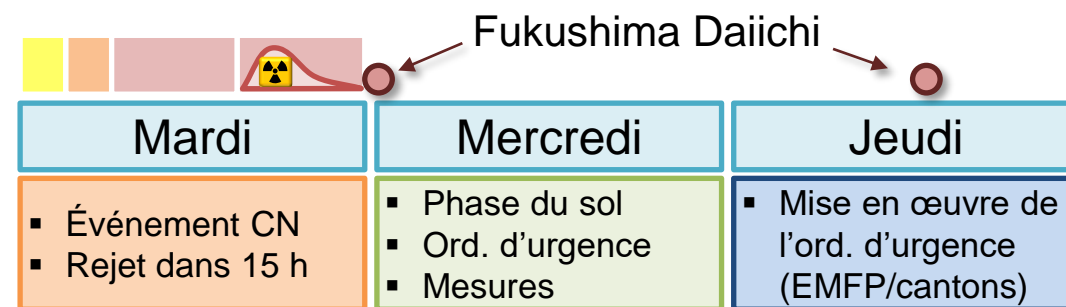 Fukushima Daiichi
Mardi
Mercredi
Jeudi
▪ Événement CN
▪ Rejet dans 15 h
▪ Phase du sol
▪ Ord. d’urgence
▪ Mesures
▪ Mise en œuvre de
l’ord. d’urgence
(EMFP/cantons)